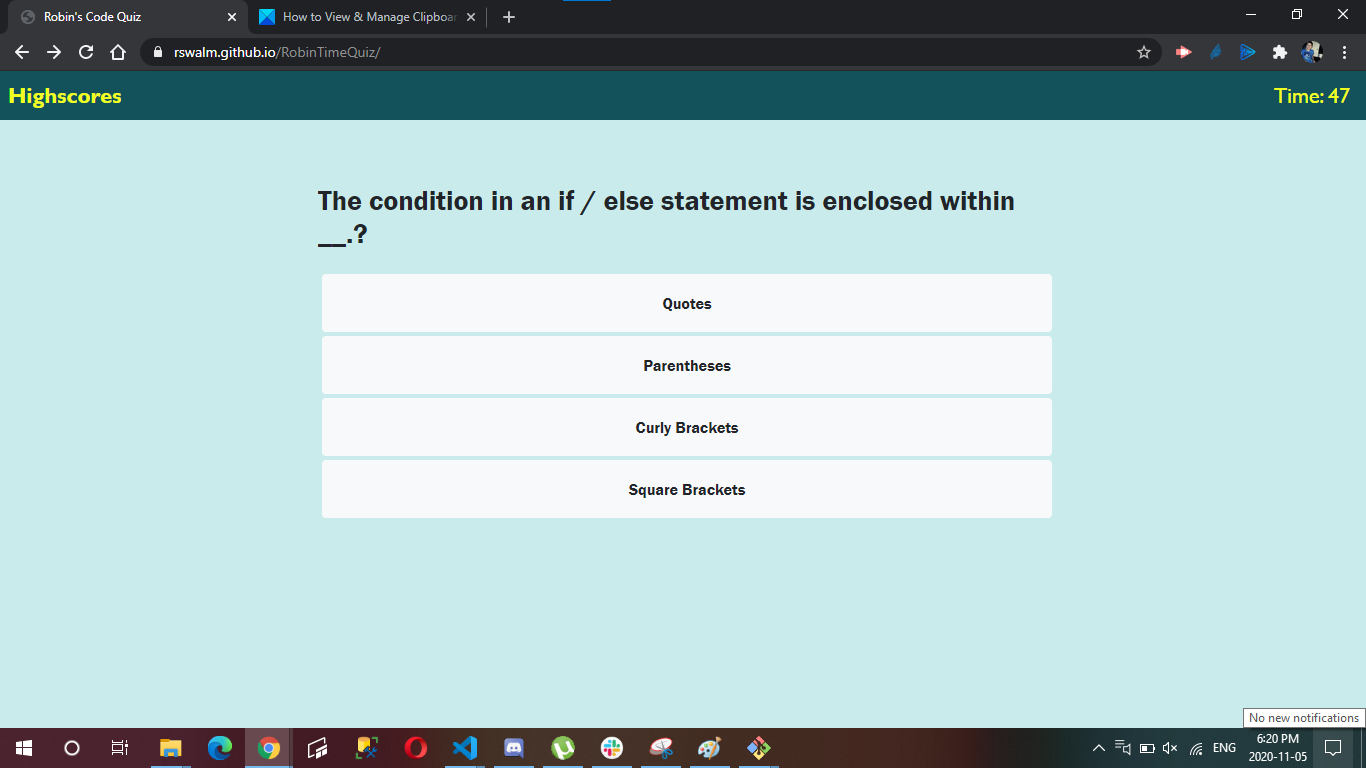 Robin's Code Quiz
How to View & Manage Clipboar
rswalm.github.io/RobinTimeQuiz/
Highscores
Time: 47
The condition in an if / else statement is enclosed within
__.?
Quotes
Parentheses
Curly Brackets
Square Brackets
No new notifications
ENG
6:20 PM
2020-11-05